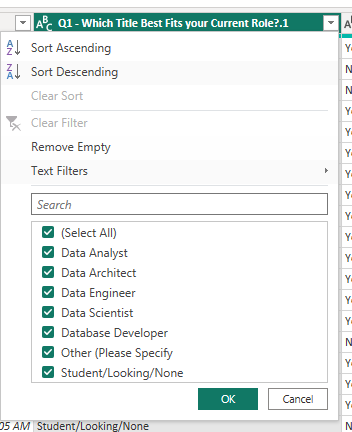 ABC Q1 - Which Title Best Fits your Current Role?.1
A
Z Sort Ascending
Z
A Sort Descending
Clear Sort
Clear Filter
Remove Empty
Text Filters
Search
(Select All)
Data Analyst
Data Architect
Data Engineer
Data Scientist
Database Developer
Other (Please Specify
Student/Looking/None
OK Cancel
05 AM Student/Looking/None